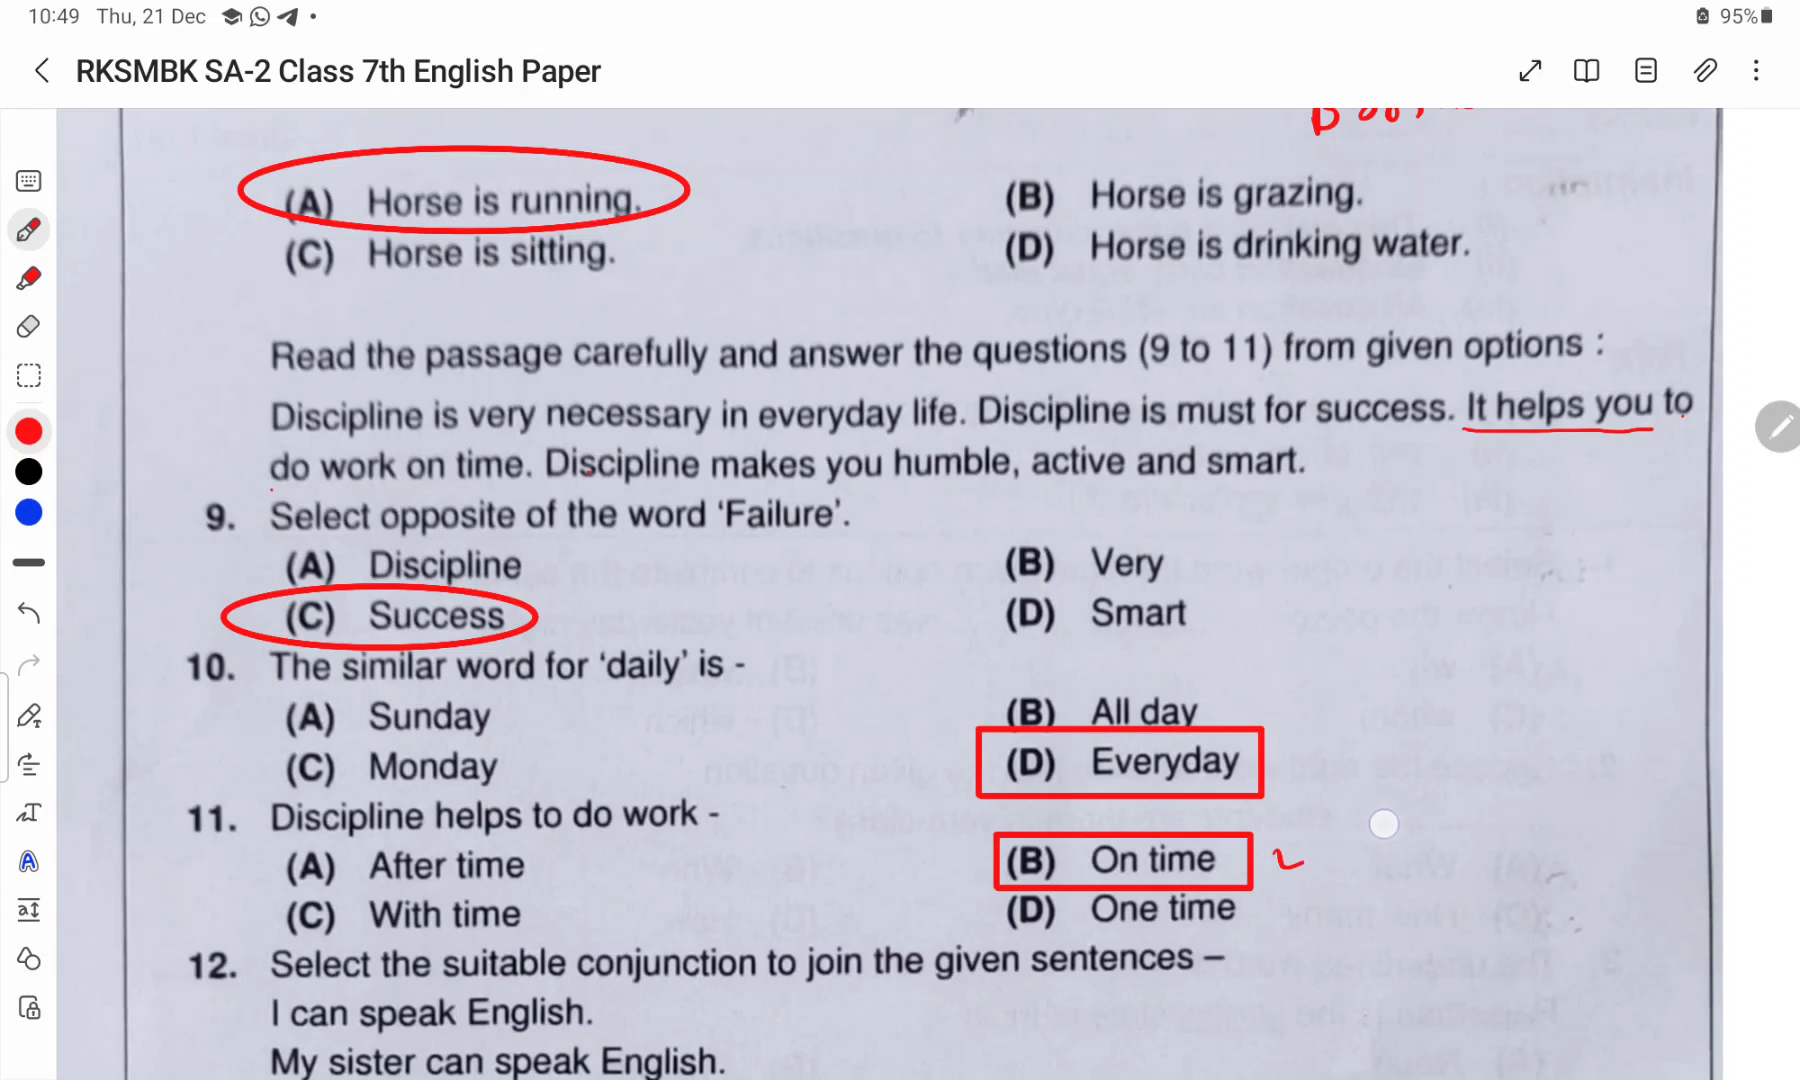 10:49 Thu, 21 Dec
95%
RKSMBK SA-2 Class 7th English Paper
(A) Horse is running. (B) Horse is grazing.
(C) Horse is sitting. (D) Horse is drinking water.
Read the passage carefully and answer the questions (9 to 11) from given options :
Discipline is very necessary in everyday life. Discipline is must for success. It helps you to
do work on time. Discipline makes you humble, active and smart.
9. Select opposite of the word ‘Failure’.
(A) Discipline (B) Very
(C) Success (D) Smart
10. The similar word for ‘daily’ is -
(A) Sunday (B) All day
(C) Monday (D) Everyday
11. Discipline helps to do work -
(A) After time (B) On time
(C) With time (D) One time
12. Select the suitable conjunction to join the given sentences –
I can speak English.
My sister can speak English.